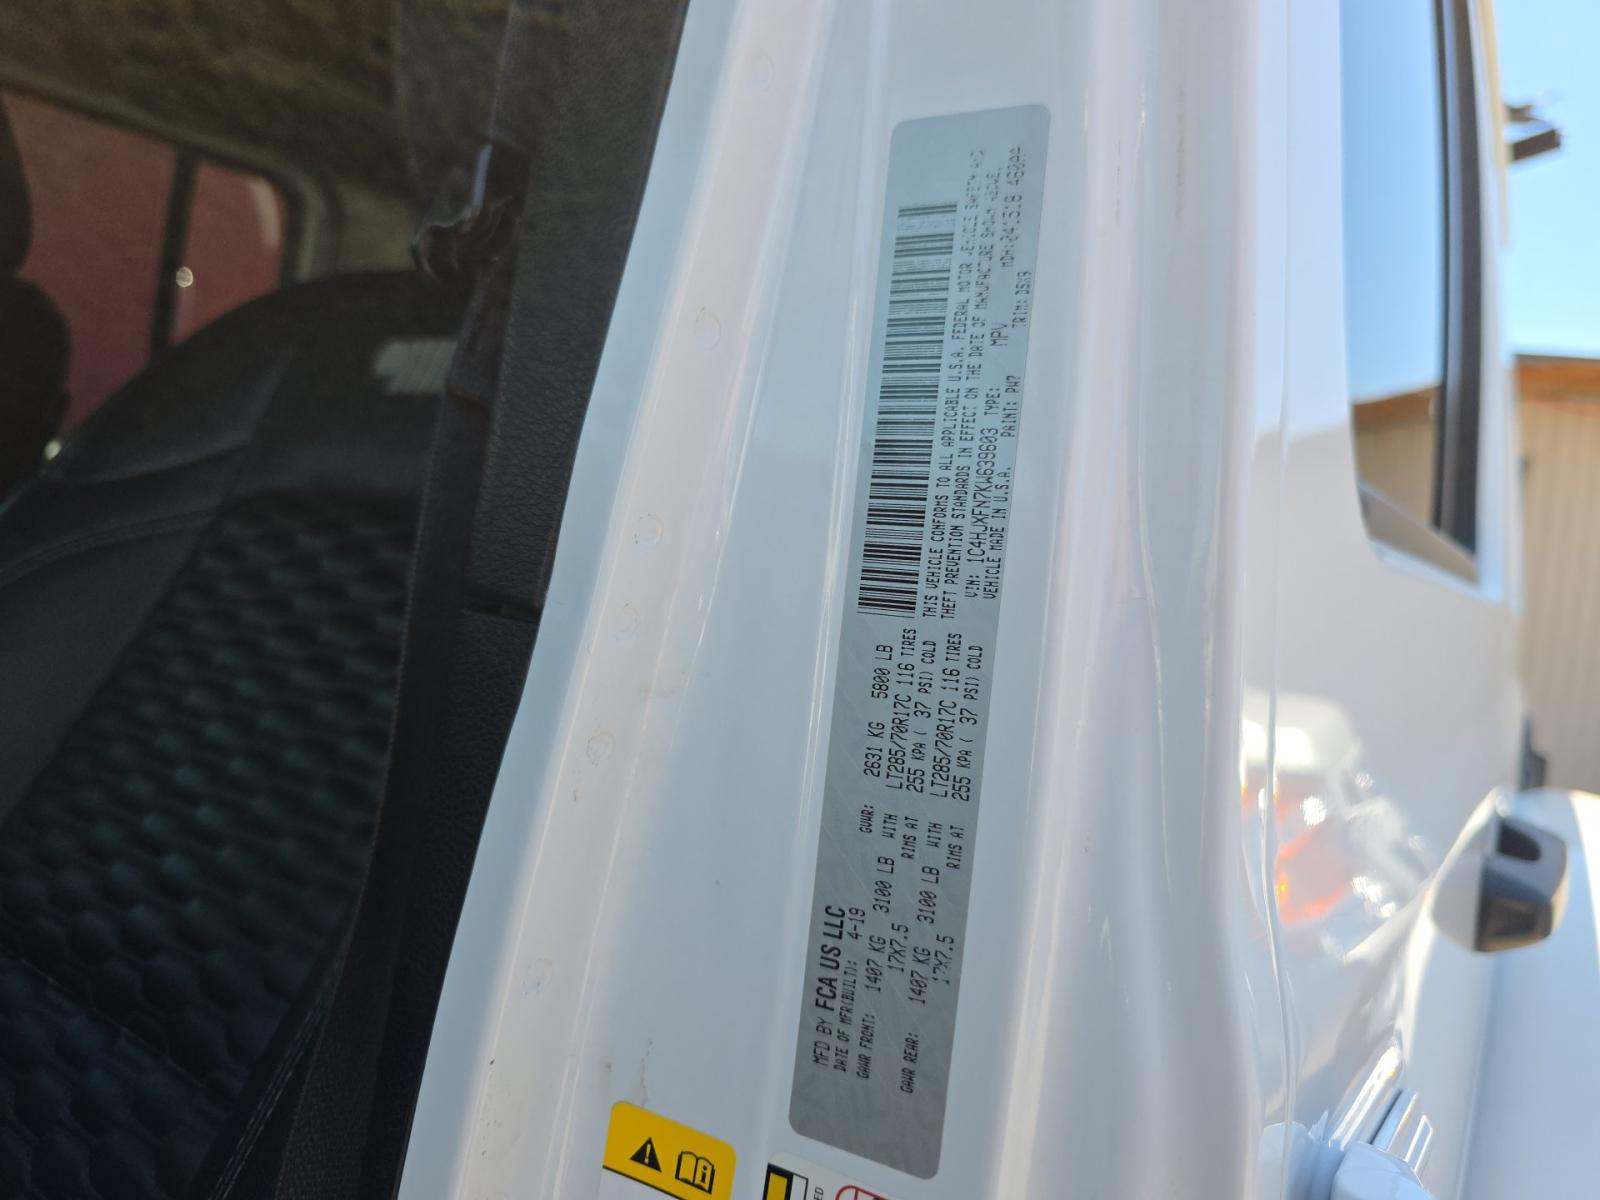 MFD BY FCA US LLC
DATE OF MFR(BUILT): 4-19 GVWR: 2631 KG 5800 LB
GAWR FRONT: 1407 KG 3100 LB WITH LT285/70R17C 116 TIRES
17X7.5 RIMS AT 255 KPA ( 37 PSI) COLD
GAWR REAR: 1407 KG 3100 LB WITH LT285/70R17C 116 TIRES
17X7.5 RIMS AT 255 KPA ( 37 PSI) COLD
THIS VEHICLE CONFORMS TO ALL APPLICABLE U.S.A. FEDERAL MOTOR VEHICLE SAFETY AND
THEFT PREVENTION STANDARDS IN EFFECT ON THE DATE OF MANUFACTURE SHOWN ABOVE.
VIN: 1C4HJXFN7KW639603 TYPE: MPV MDH: 041318 480AA
VEHICLE MADE IN U.S.A. PAINT: PW7 TRIM: D5X9